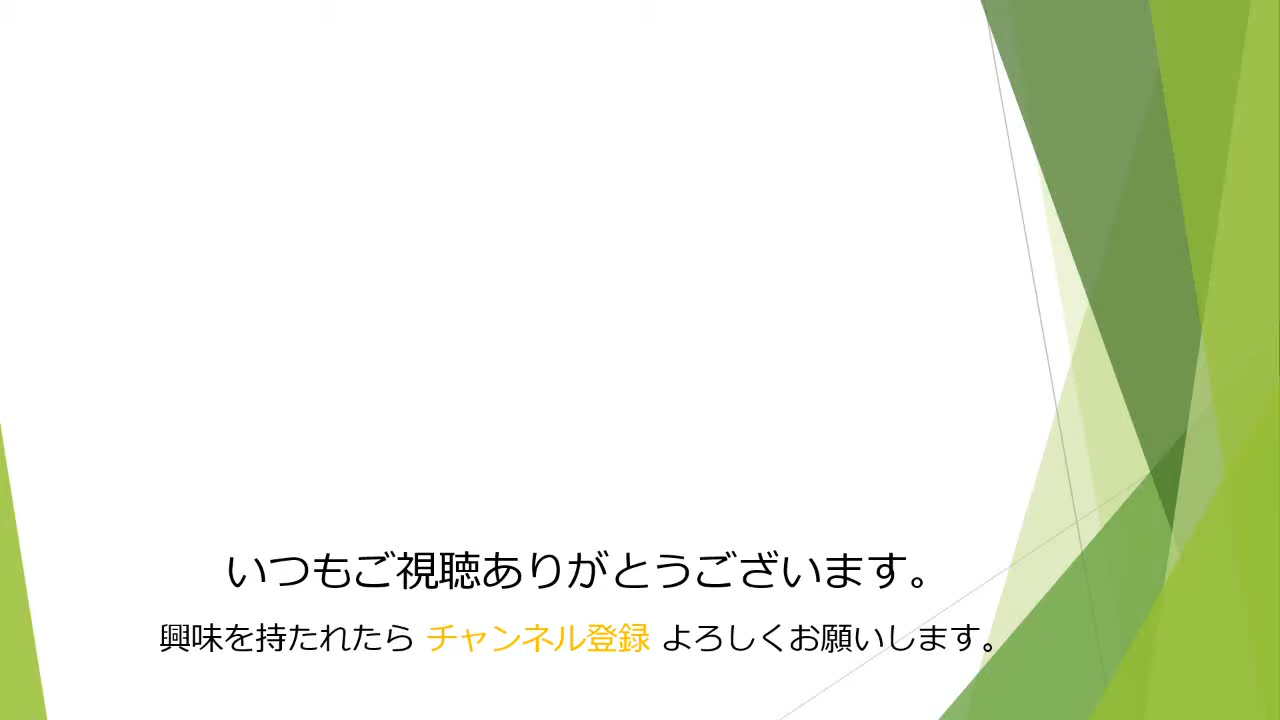 いつもご視聴ありがとうございます。
興味を持たれたら チャンネル登録 よろしくお願いします。